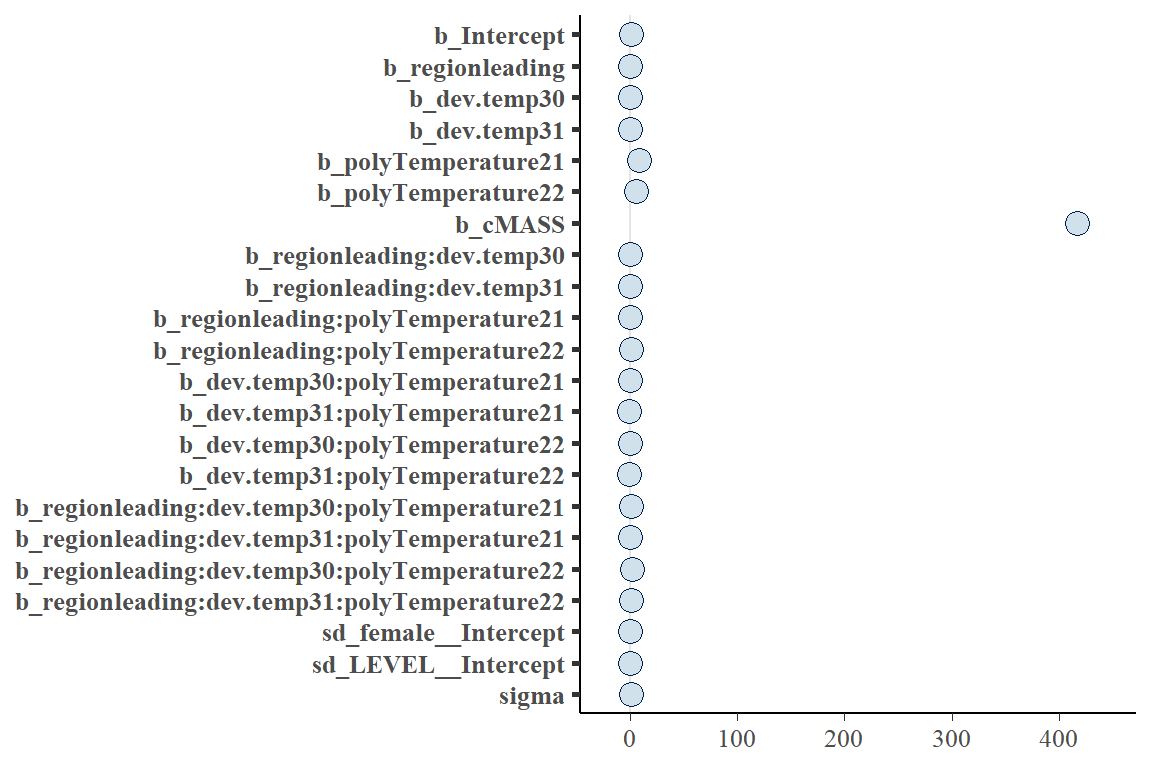 b_Intercept
b_regionleading
b_dev.temp30
b_dev.temp31
b_polyTemperature21
b_polyTemperature22
b_cMASS
b_regionleading:dev.temp30
b_regionleading:dev.temp31
b_regionleading:polyTemperature21
b_regionleading:polyTemperature22
b_dev.temp30:polyTemperature21
b_dev.temp31:polyTemperature21
b_dev.temp30:polyTemperature22
b_dev.temp31:polyTemperature22
b_regionleading:dev.temp30:polyTemperature21
b_regionleading:dev.temp31:polyTemperature21
b_regionleading:dev.temp30:polyTemperature22
b_regionleading:dev.temp31:polyTemperature22
sd_female__Intercept
sd_LEVEL__Intercept
sigma
0 100 200 300 400